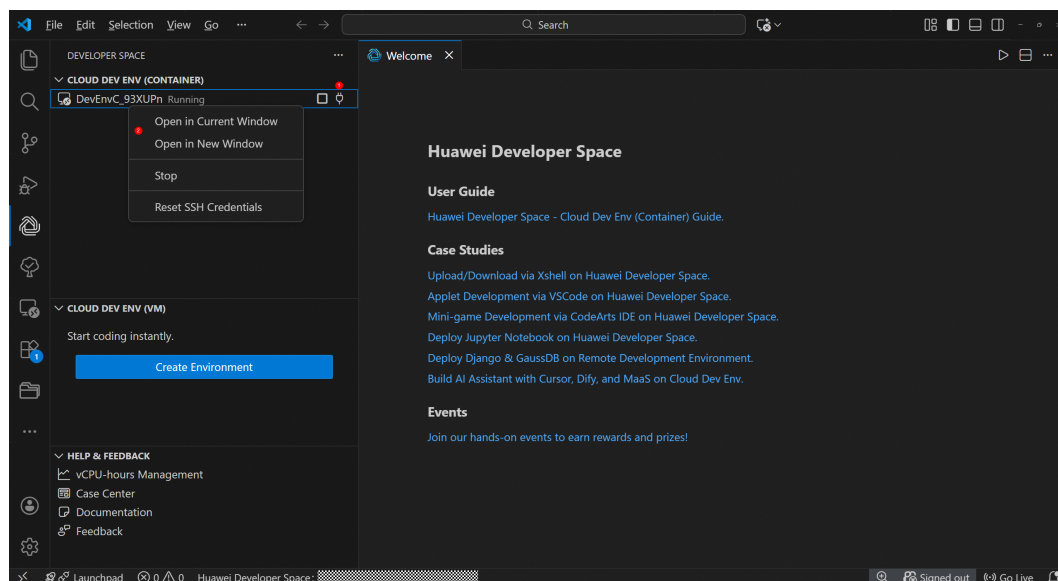 File Edit Selection View Go ··· ← → Search
DEVELOPER SPACE ···
Welcome ×
CLOUD DEV ENV (CONTAINER)
1
DevEnvC_93XUPn Running
Open in Current Window
2
Open in New Window
Stop
Reset SSH Credentials
CLOUD DEV ENV (VM)
Start coding instantly.
Create Environment
1
HELP & FEEDBACK
vCPU-hours Management
Case Center
Documentation
Feedback
Huawei Developer Space
User Guide
Huawei Developer Space - Cloud Dev Env (Container) Guide.
Case Studies
Upload/Download via Xshell on Huawei Developer Space.
Applet Development via VSCode on Huawei Developer Space.
Mini-game Development via CodeArts IDE on Huawei Developer Space.
Deploy Jupyter Notebook on Huawei Developer Space.
Deploy Django & GaussDB on Remote Development Environment.
Build AI Assistant with Cursor, Dify, and MaaS on Cloud Dev Env.
Events
Join our hands-on events to earn rewards and prizes!
Launchpad 0 0 Huawei Developer Space: Signed out Go Live